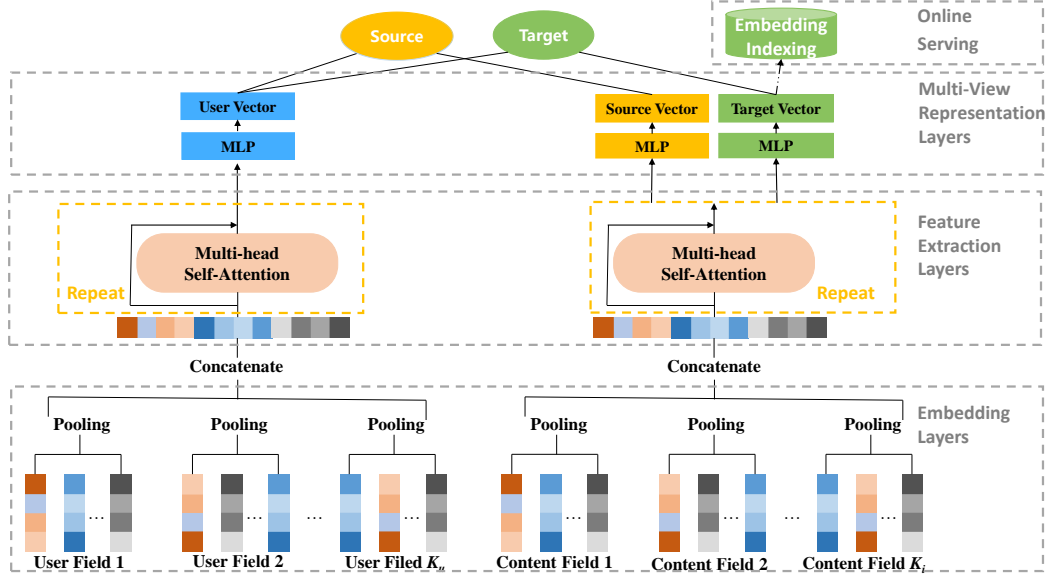 Source
Target
Embedding
Indexing
Online
Serving
User Vector
MLP
Source Vector
MLP
Target Vector
MLP
Multi-View
Representation
Layers
Multi-head
Self-Attention
Repeat
Multi-head
Self-Attention
Repeat
Feature
Extraction
Layers
Concatenate
Concatenate
Pooling
Pooling
Pooling
Pooling
Pooling
Pooling
Embedding
Layers
...
...
...
...
...
...
...
...
User Field 1
User Field 2
User Filed K_u
Content Field 1
Content Field 2
Content Field K_i